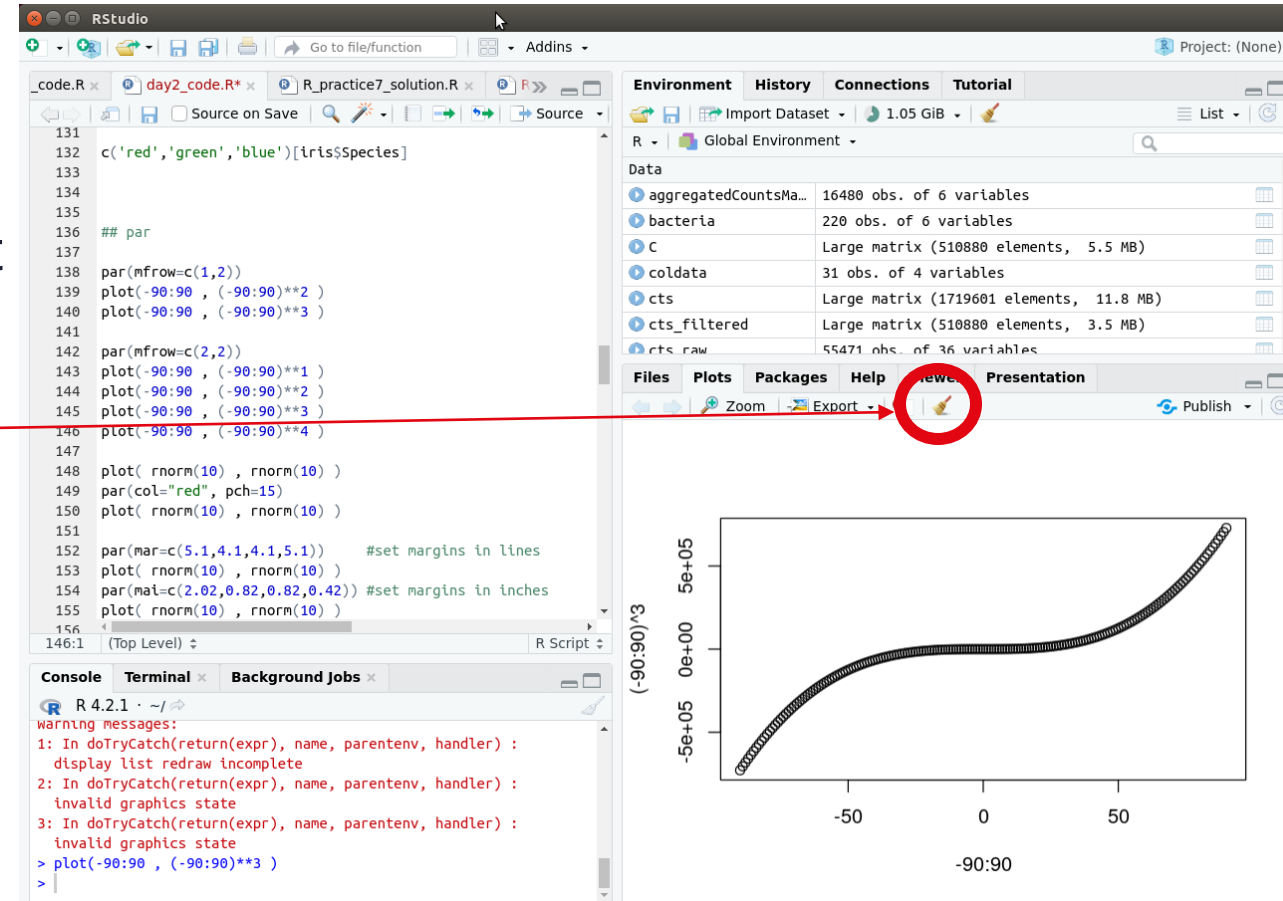 RStudio
Go to file/function
Addins
Project: (None)
_code.R
day2_code.R*
R_practice7_solution.R
R
Source on Save
Source
131
132 c('red','green','blue')[iris$Species]
133
134
135
136 ## par
137
138 par(mfrow=c(1,2))
139 plot(-90:90 , (-90:90)**2 )
140 plot(-90:90 , (-90:90)**3 )
141
142 par(mfrow=c(2,2))
143 plot(-90:90 , (-90:90)**1 )
144 plot(-90:90 , (-90:90)**2 )
145 plot(-90:90 , (-90:90)**3 )
146 plot(-90:90 , (-90:90)**4 )
147
148 plot( rnorm(10) , rnorm(10) )
149 par(col="red", pch=15)
150 plot( rnorm(10) , rnorm(10) )
151
152 par(mar=c(5.1,4.1,4.1,5.1)) #set margins in lines
153 plot( rnorm(10) , rnorm(10) )
154 par(mai=c(2.02,0.82,0.82,0.42)) #set margins in inches
155 plot( rnorm(10) , rnorm(10) )
156
146:1 (Top Level) R Script
Console Terminal Background Jobs
R 4.2.1 · ~/
Warning messages:
1: In doTryCatch(return(expr), name, parentenv, handler) :
display list redraw incomplete
2: In doTryCatch(return(expr), name, parentenv, handler) :
invalid graphics state
3: In doTryCatch(return(expr), name, parentenv, handler) :
invalid graphics state
> plot(-90:90 , (-90:90)**3 )
>
Environment History Connections Tutorial
Import Dataset 1.05 GiB List
R Global Environment
Data
aggregatedCountsMa… 16480 obs. of 6 variables
bacteria 220 obs. of 6 variables
C Large matrix (510880 elements, 5.5 MB)
coldata 31 obs. of 4 variables
cts Large matrix (1719601 elements, 11.8 MB)
cts_filtered Large matrix (510880 elements, 3.5 MB)
cts_raw 55471 obs. of 36 variables
Files Plots Packages Help Viewer Presentation
Zoom Export Publish
(-90:90)^3
5e+05
0e+00
-5e+05
-50 0 50
-90:90